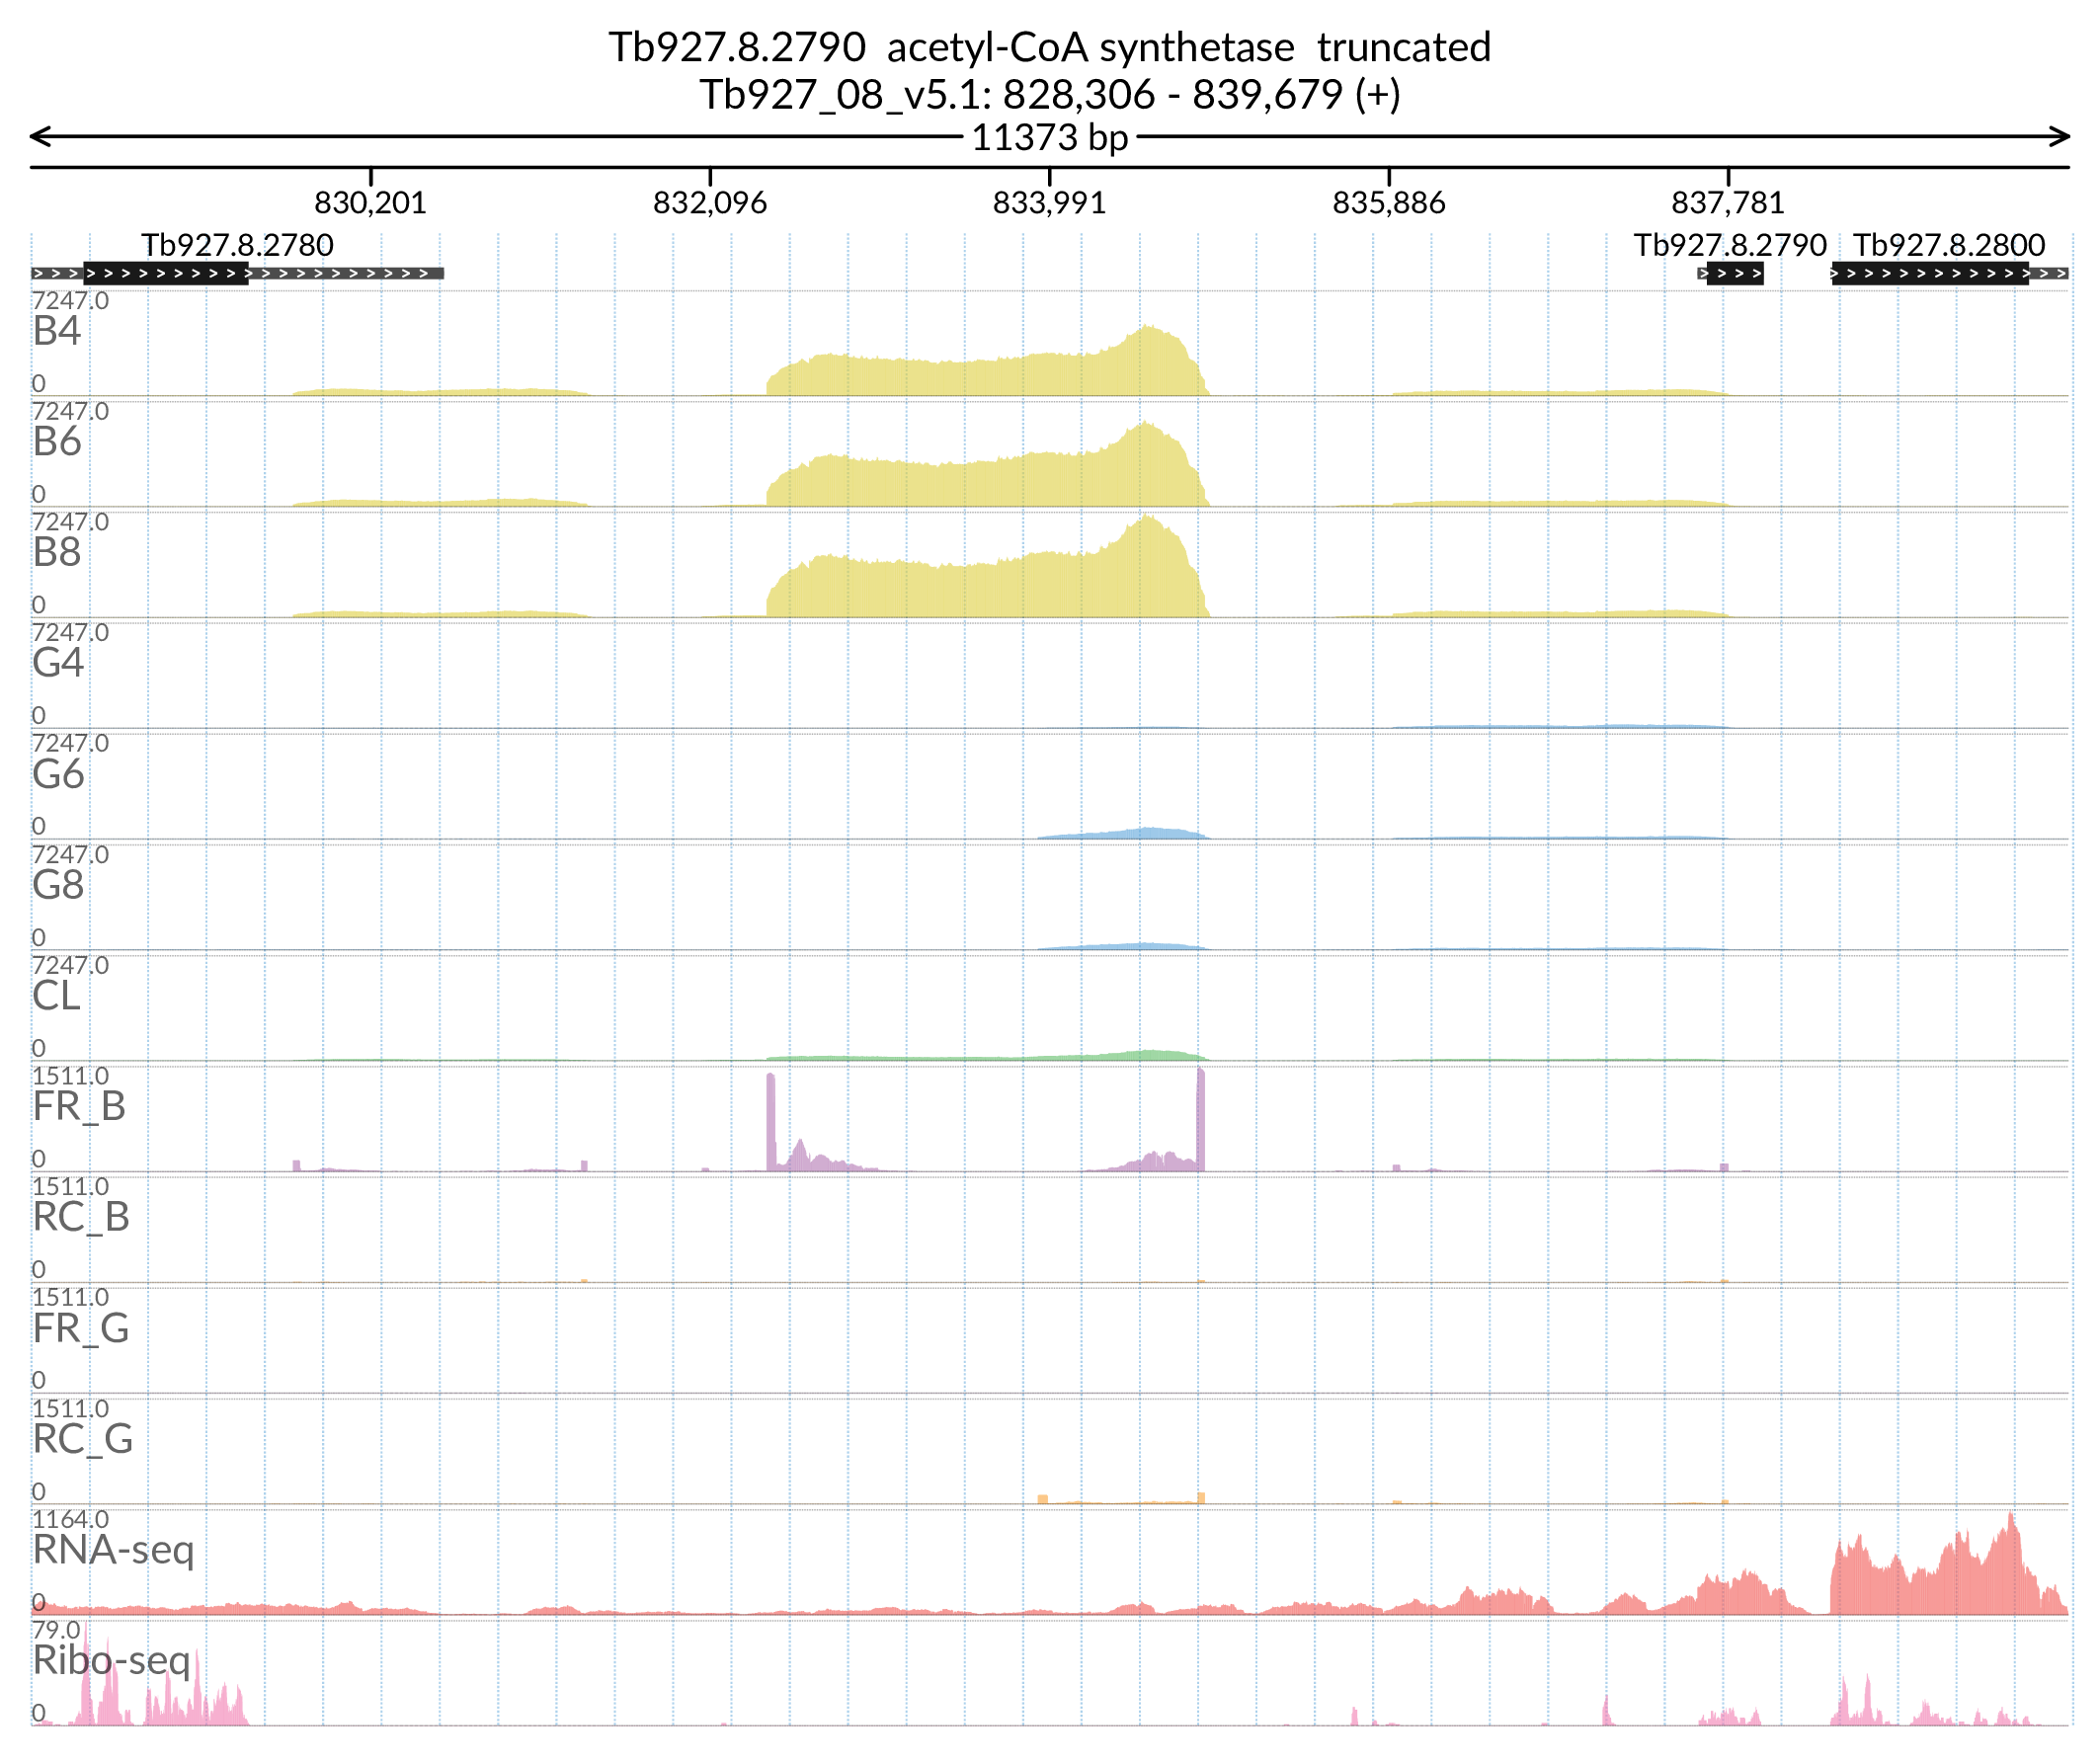 Tb927.8.2790 acetyl-CoA synthetase truncated
Tb927_08_v5.1: 828,306 - 839,679 (+)
11373 bp
830,201 832,096 833,991 835,886 837,781
Tb927.8.2780 Tb927.8.2790 Tb927.8.2800
7247.0
B4
0
7247.0
B6
0
7247.0
B8
0
7247.0
G4
0
7247.0
G6
0
7247.0
G8
0
7247.0
CL
0
1511.0
FR_B
0
1511.0
RC_B
0
1511.0
FR_G
0
1511.0
RC_G
0
1164.0
RNA-seq
0
79.0
Ribo-seq
0